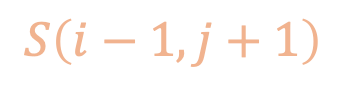 S(i − 1, j + 1)